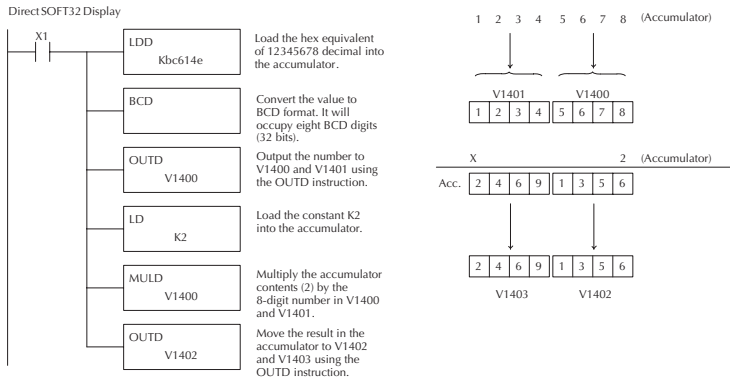 Direct SOFT32 Display
X1
LDD
Kbc614e
Load the hex equivalent
of 12345678 decimal into
the accumulator.
BCD
Convert the value to
BCD format. It will
occupy eight BCD digits
(32 bits).
OUTD
V1400
Output the number to
V1400 and V1401 using
the OUTD instruction.
LD
K2
Load the constant K2
into the accumulator.
MULD
V1400
Multiply the accumulator
contents (2) by the
8-digit number in V1400
and V1401.
OUTD
V1402
Move the result in the
accumulator to V1402
and V1403 using the
OUTD instruction.
1 2 3 4 5 6 7 8 (Accumulator)
V1401 V1400
1 2 3 4 5 6 7 8
X 2 (Accumulator)
Acc. 2 4 6 9 1 3 5 6
2 4 6 9 1 3 5 6
V1403 V1402